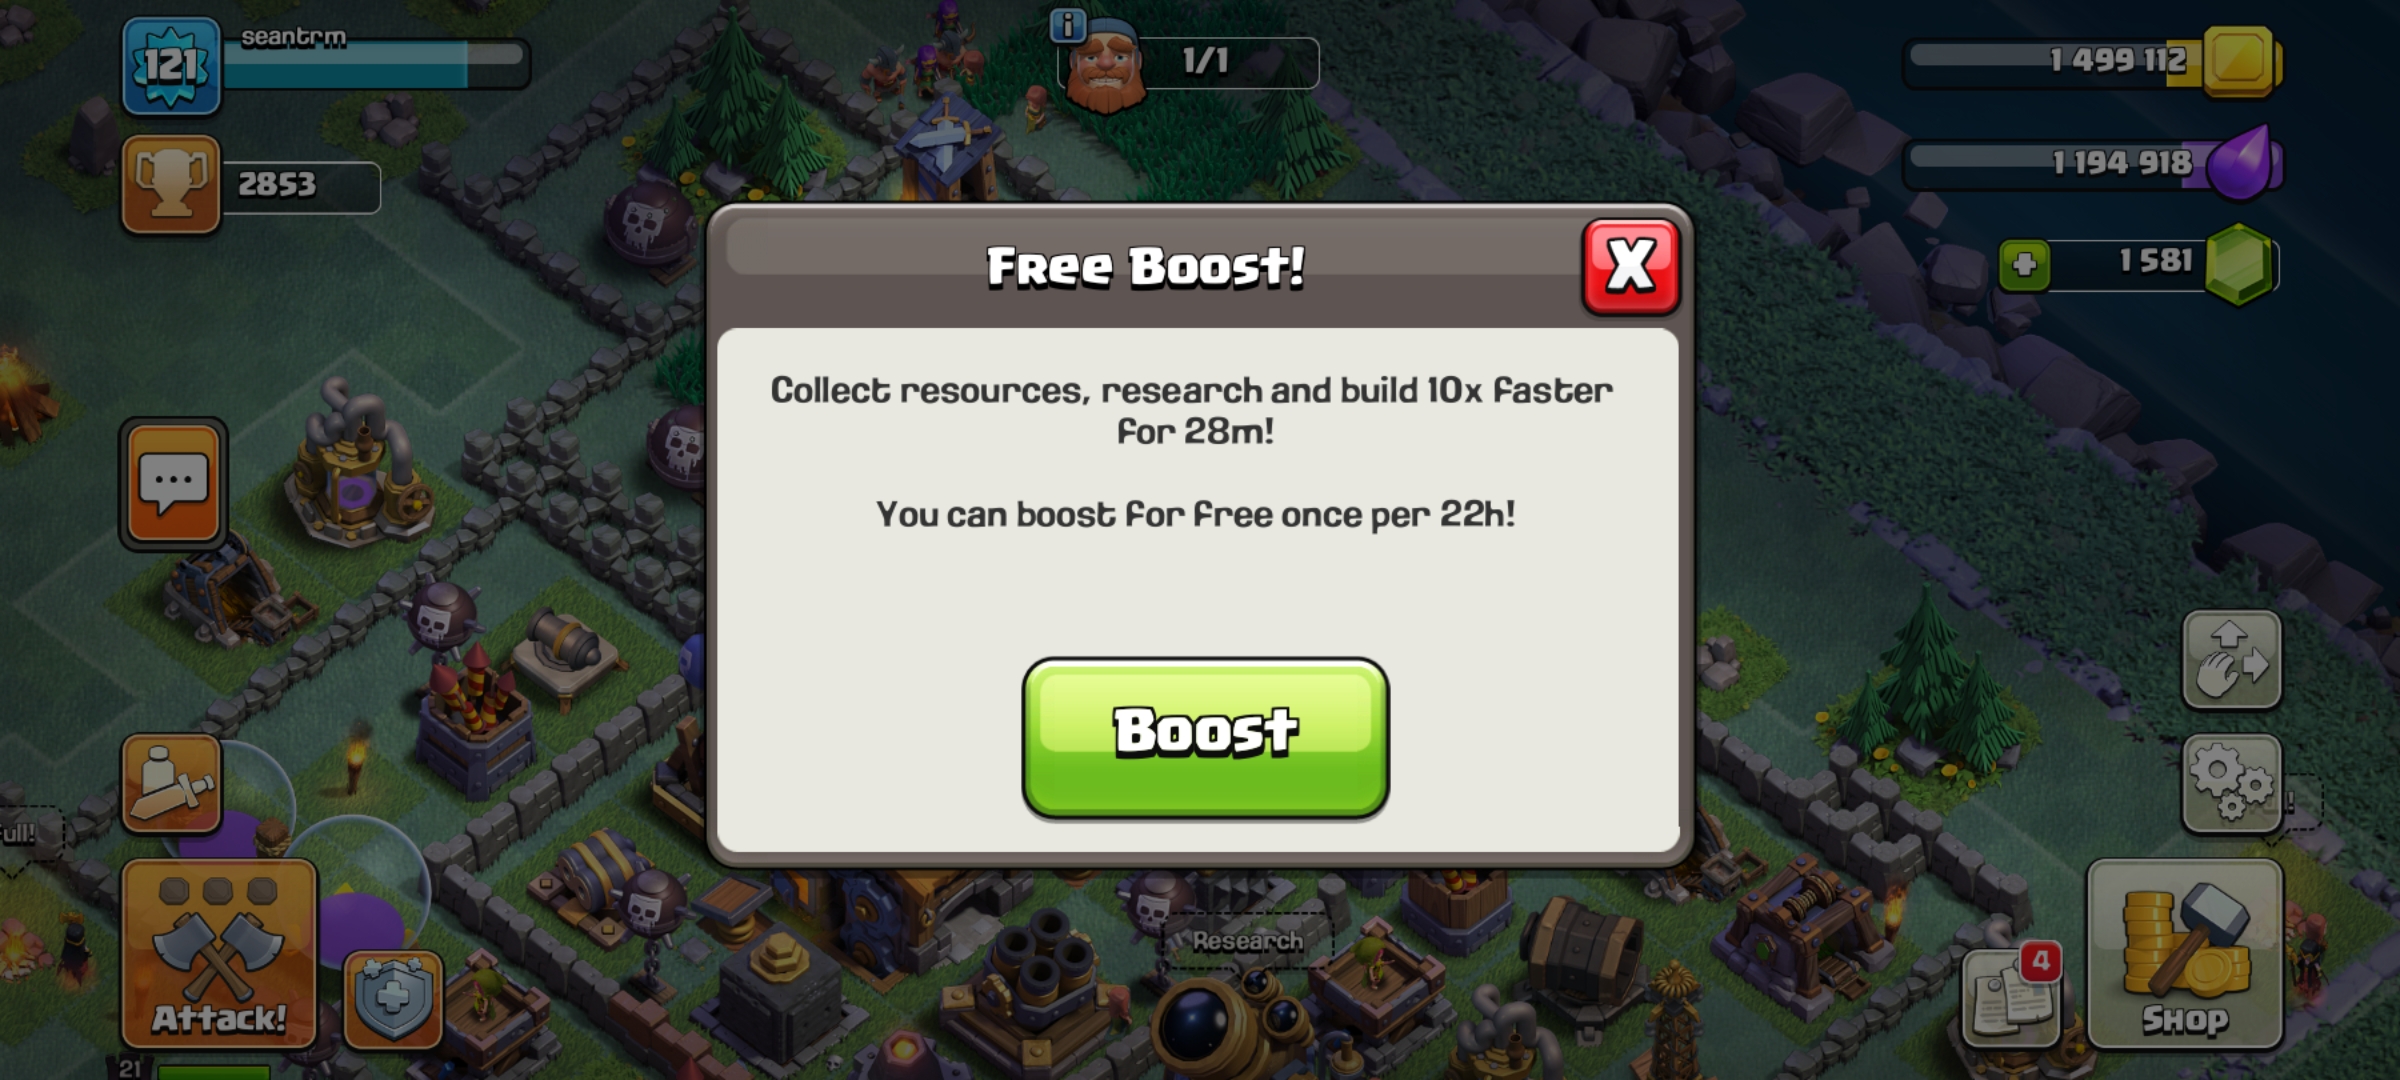 121
seantrm
1/1
1 499 112
2853
1 194 918
1 581
Free Boost!
X
Collect resources, research and build 10x faster
for 28m!
You can boost for free once per 22h!
Boost
Full!
Research
4
Attack!
Shop
21